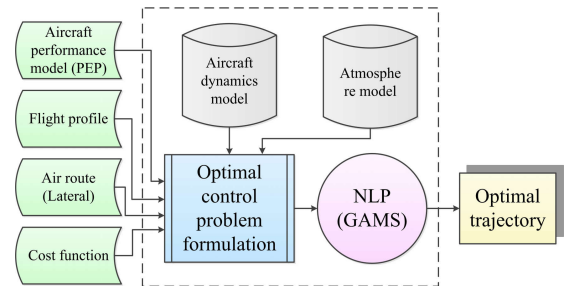 Aircraft
performance
model (PEP)
Flight profile
Air route
(Lateral)
Cost function
Aircraft
dynamics
model
Atmosphe
re model
Optimal
control
problem
formulation
NLP
(GAMS)
Optimal
trajectory